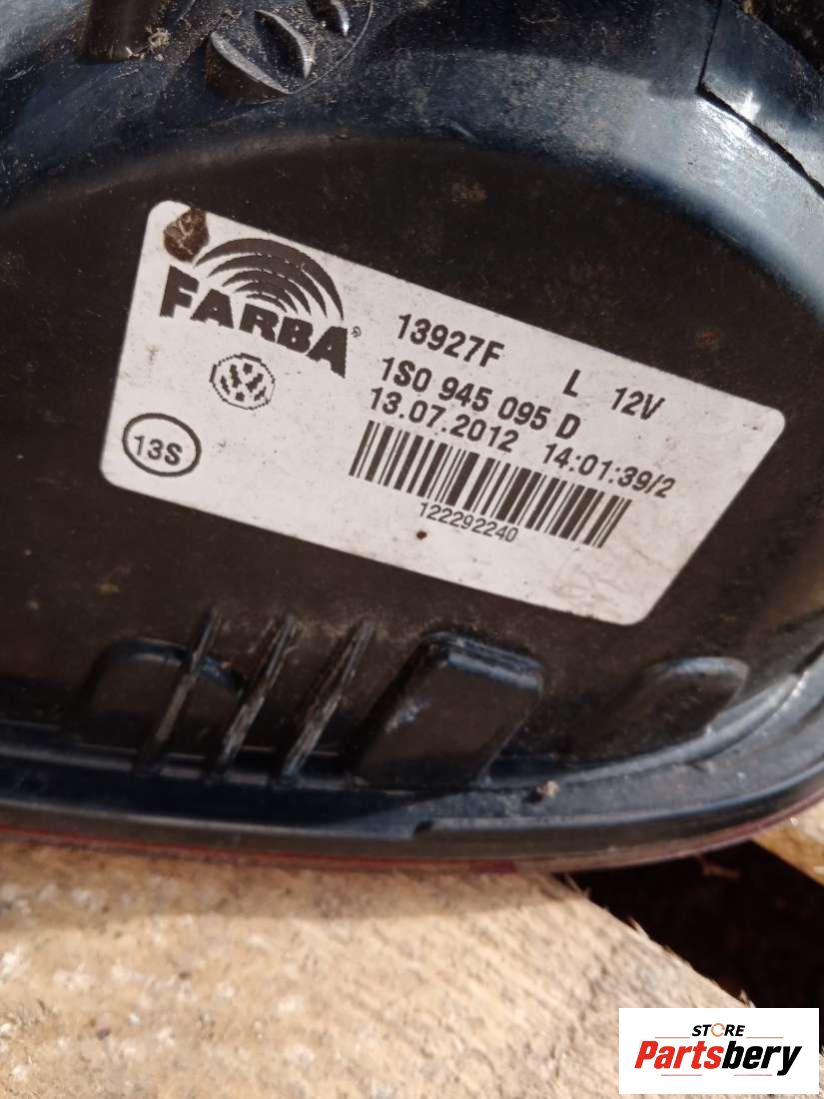 FARBA®
13927F L 12V
1S0 945 095 D
13.07.2012 14:01:39/2
13S
122292240
STORE
Partsbery